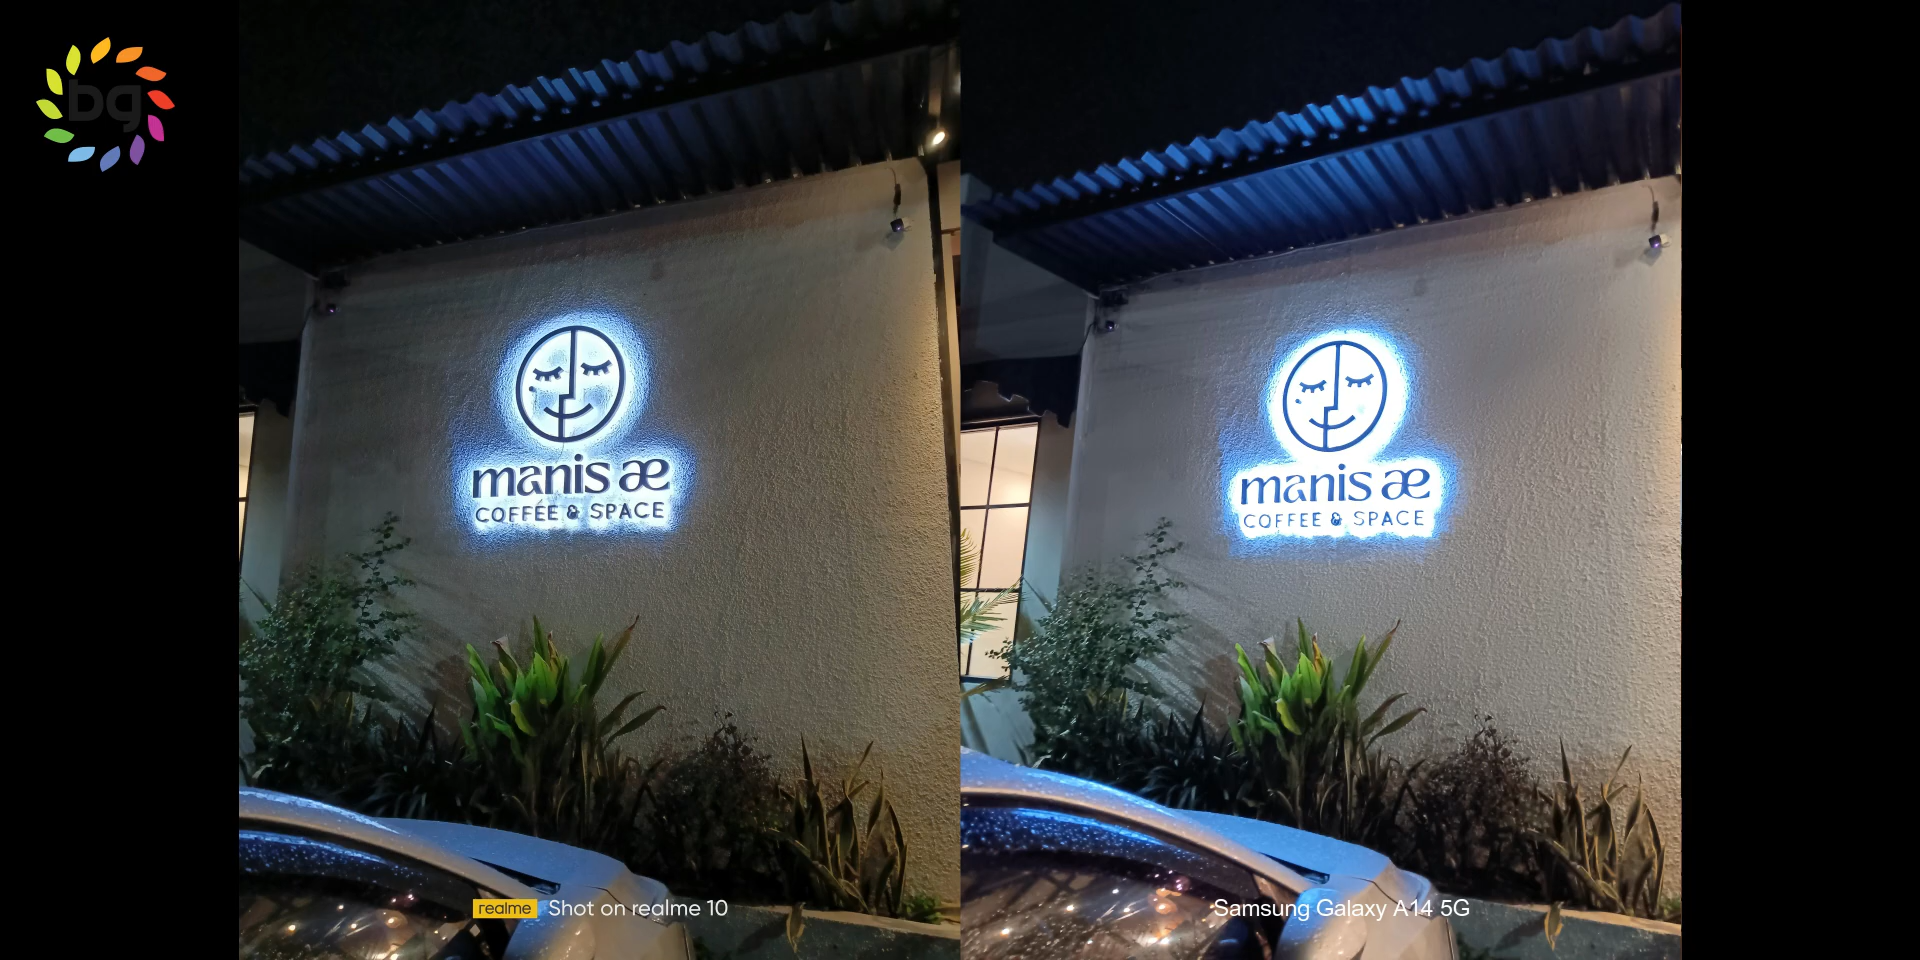 bg
manis æ
COFFEE & SPACE
realme Shot on realme 10
manis æ
COFFEE & SPACE
Samsung Galaxy A14 5G